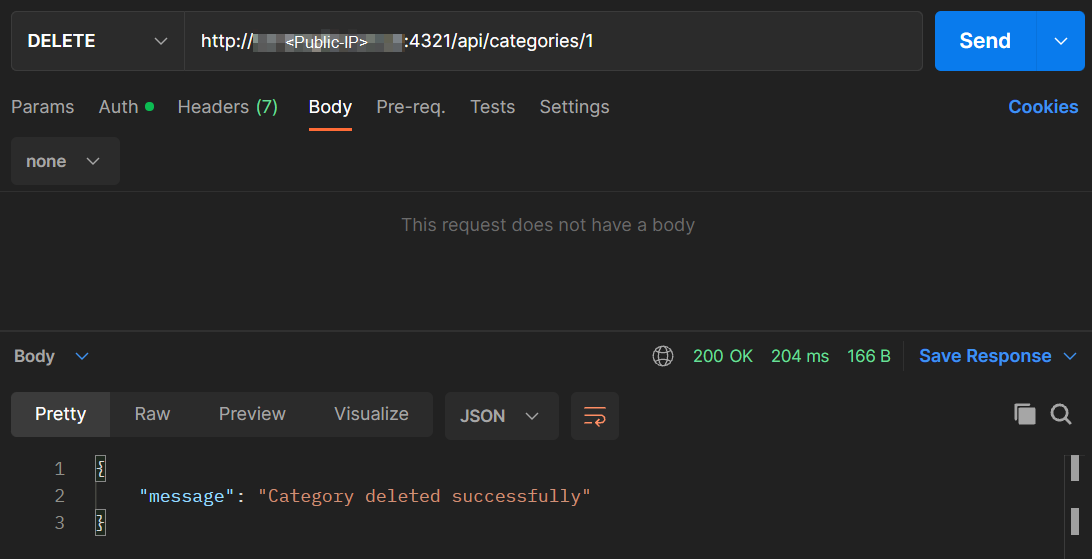 DELETE http://<Public-IP>:4321/api/categories/1 Send
Params Auth Headers (7) Body Pre-req. Tests Settings Cookies
none
This request does not have a body
Body 200 OK 204 ms 166 B Save Response
Pretty Raw Preview Visualize JSON
1 {
2 "message": "Category deleted successfully"
3 }